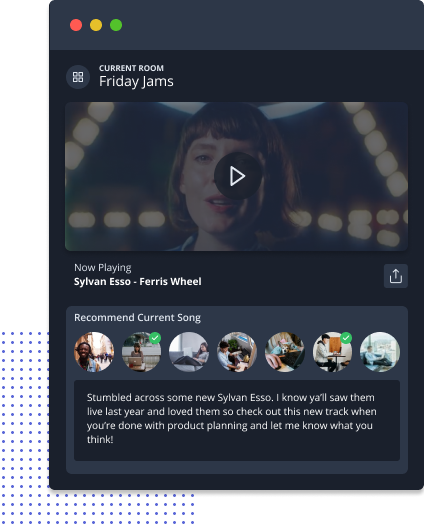 CURRENT ROOM
Friday Jams
Now Playing
Sylvan Esso - Ferris Wheel
Recommend Current Song
Stumbled across some new Sylvan Esso. I know ya’ll saw them
live last year and loved them so check out this new track when
you’re done with product planning and let me know what you
think!